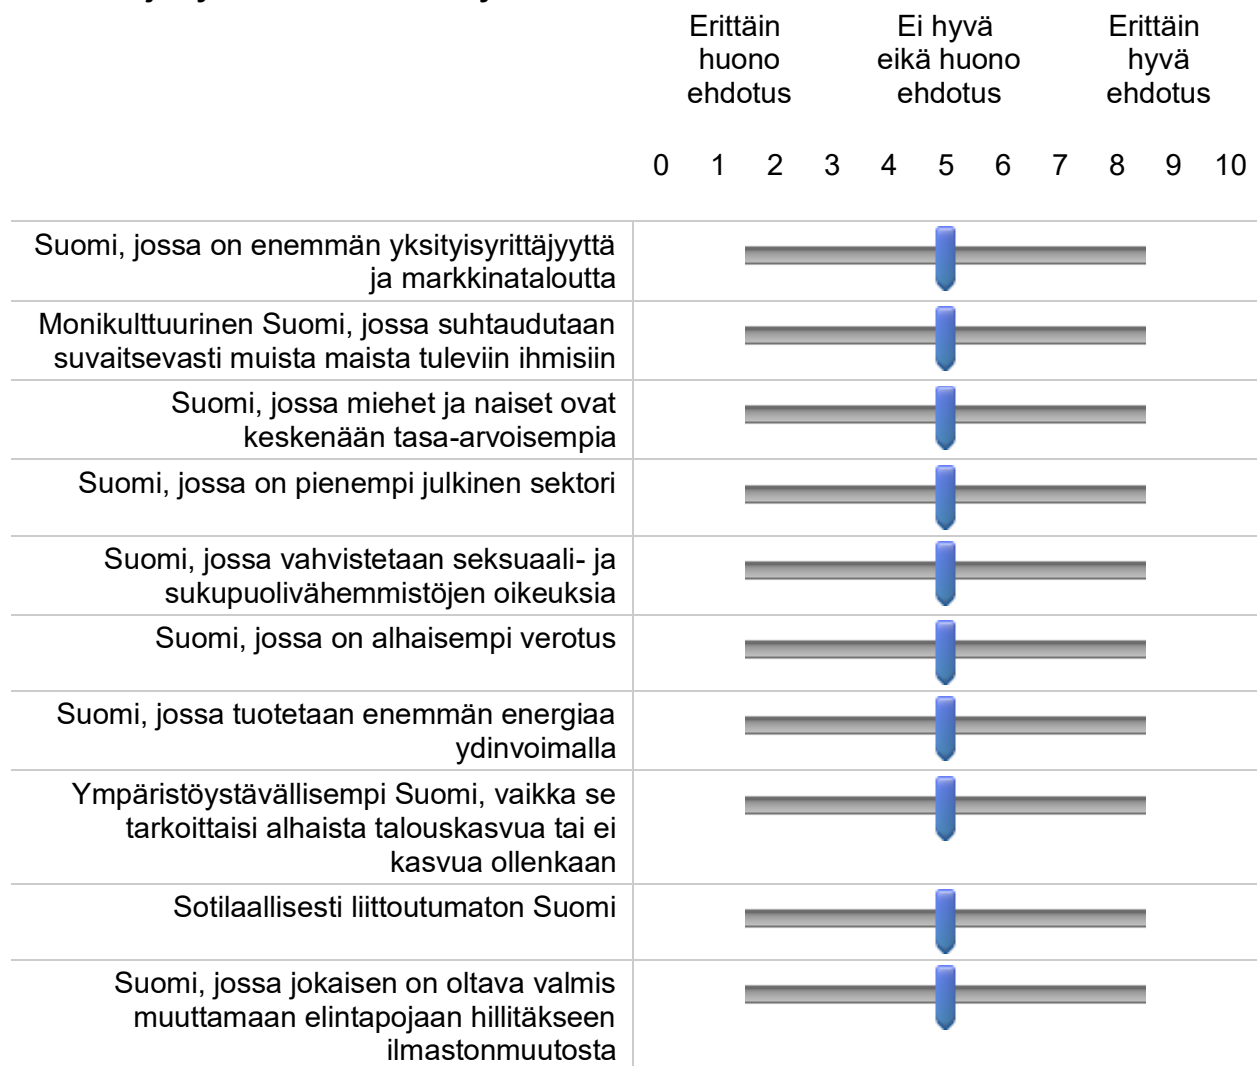 Erittäin huono ehdotus
Ei hyvä eikä huono ehdotus
Erittäin hyvä ehdotus
0 1 2 3 4 5 6 7 8 9 10
Suomi, jossa on enemmän yksityisyrittäjyyttä
ja markkinataloutta
Monikulttuurinen Suomi, jossa suhtaudutaan
suvaitsevasti muista maista tuleviin ihmisiin
Suomi, jossa miehet ja naiset ovat
keskenään tasa-arvoisempia
Suomi, jossa on pienempi julkinen sektori
Suomi, jossa vahvistetaan seksuaali- ja
sukupuolivähemmistöjen oikeuksia
Suomi, jossa on alhaisempi verotus
Suomi, jossa tuotetaan enemmän energiaa
ydinvoimalla
Ympäristöystävällisempi Suomi, vaikka se
tarkoittaisi alhaista talouskasvua tai ei
kasvua ollenkaan
Sotilaallisesti liittoutumaton Suomi
Suomi, jossa jokaisen on oltava valmis
muuttamaan elintapojaan hillitäkseen
ilmastonmuutosta